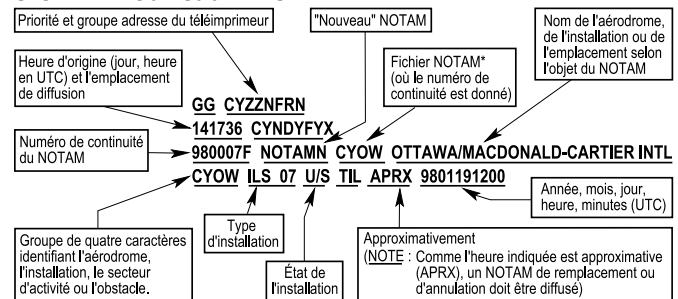 Priorité et groupe adresse du téléimprimeur
"Nouveau" NOTAM
Nom de l'aérodrome,
de l'installation ou de
l'emplacement selon
l'objet du NOTAM
Heure d'origine (jour, heure
en UTC) et l'emplacement
de diffusion
Fichier NOTAM*
(où le numéro de
continuité est donné)
Numéro de continuité
du NOTAM
GG CYZZNFRN
141736 CYNDYFYX
980007F NOTAMN CYOW OTTAWA/MACDONALD-CARTIER INTL
CYOW ILS 07 U/S TIL APRX 9801191200
Année, mois, jour,
heure, minutes (UTC)
Type
d'installation
Groupe de quatre caractères
identifiant l'aérodrome,
l'installation, le secteur
d'activité ou l'obstacle.
État de
l'installation
Approximativement
(NOTE : Comme l'heure indiquée est approximative
(APRX), un NOTAM de remplacement ou
d'annulation doit être diffusé)